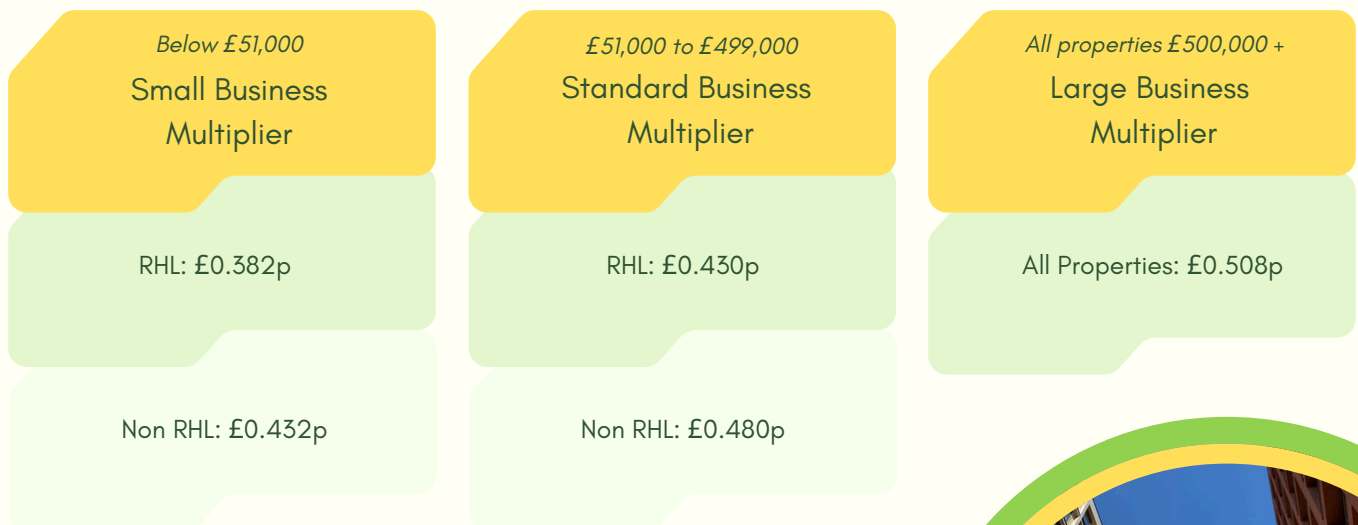 Below £51,000
Small Business
Multiplier
RHL: £0.382p
Non RHL: £0.432p
£51,000 to £499,000
Standard Business
Multiplier
RHL: £0.430p
Non RHL: £0.480p
All properties £500,000 +
Large Business
Multiplier
All Properties: £0.508p